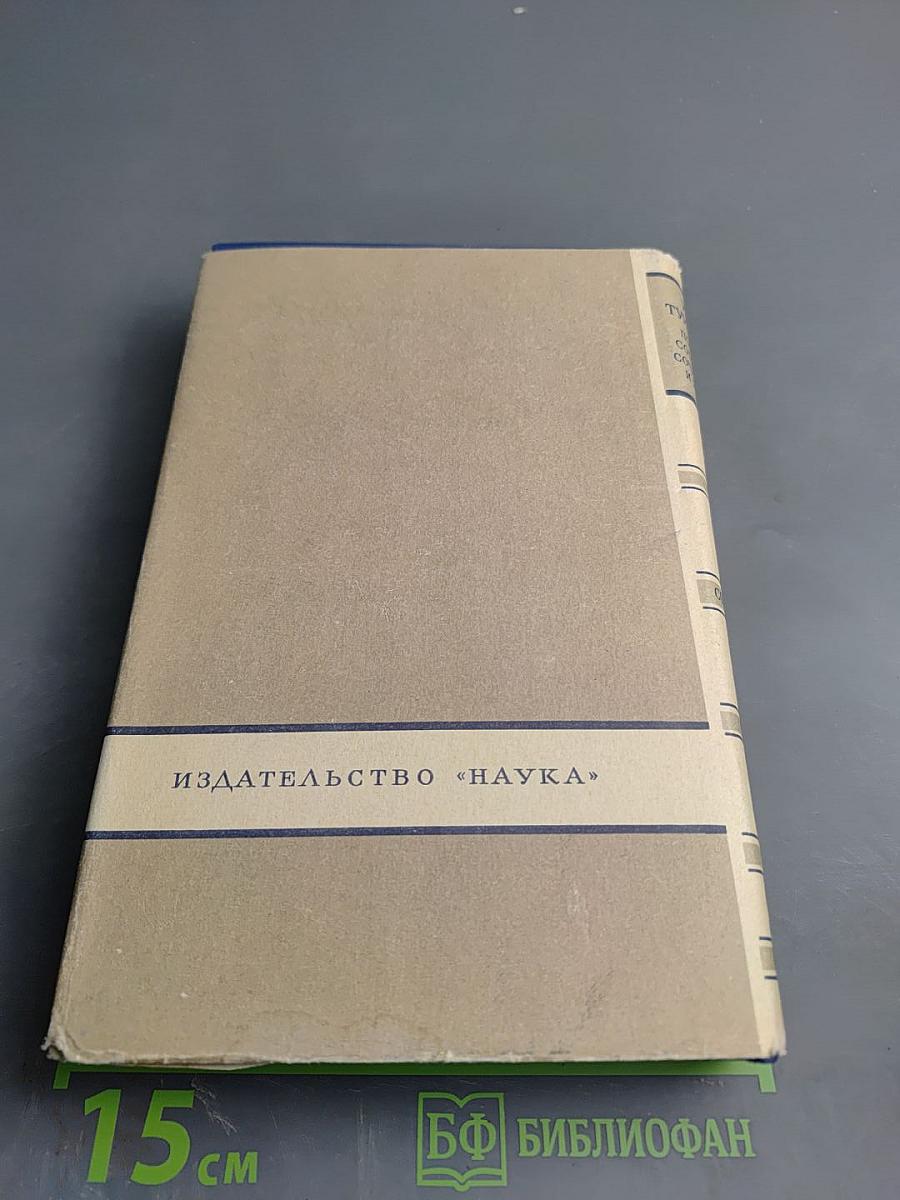 ИЗДАТЕЛЬСТВО «НАУКА»
15 см
БФ БИБЛИОФАН